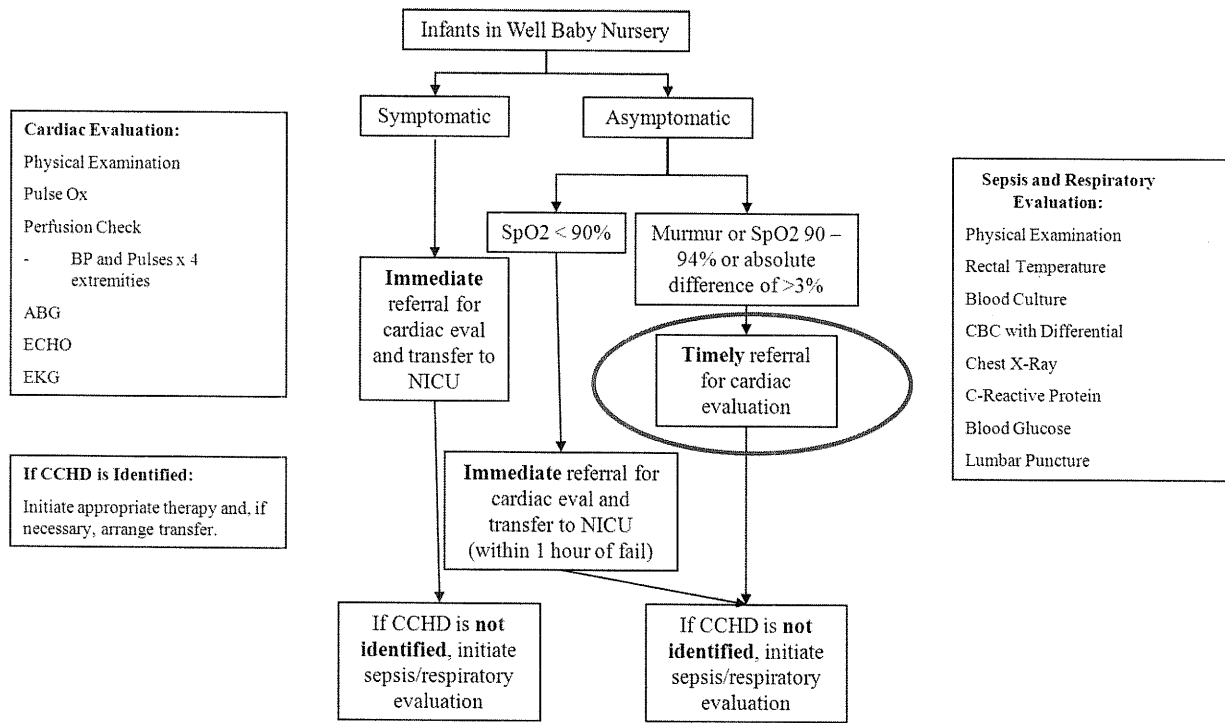 Infants in Well Baby Nursery
Symptomatic
Asymptomatic
Cardiac Evaluation:
Physical Examination
Pulse Ox
Perfusion Check
- BP and Pulses x 4
extremities
ABG
ECHO
EKG
If CCHD is Identified:
Initiate appropriate therapy and, if
necessary, arrange transfer.
Immediate
referral for
cardiac eval
and transfer to
NICU
SpO2 < 90%
Murmur or SpO2 90 –
94% or absolute
difference of >3%
Timely referral
for cardiac
evaluation
Immediate referral for
cardiac eval and
transfer to NICU
(within 1 hour of fail)
If CCHD is not
identified, initiate
sepsis/respiratory
evaluation
If CCHD is not
identified, initiate
sepsis/respiratory
evaluation
Sepsis and Respiratory
Evaluation:
Physical Examination
Rectal Temperature
Blood Culture
CBC with Differential
Chest X-Ray
C-Reactive Protein
Blood Glucose
Lumbar Puncture